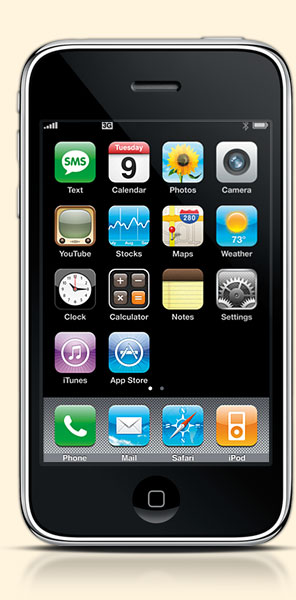 3G
SMS
Tuesday
9
280
73°
Text Calendar Photos Camera
YouTube Stocks Maps Weather
Clock Calculator Notes Settings
iTunes App Store
Phone Mail Safari iPod